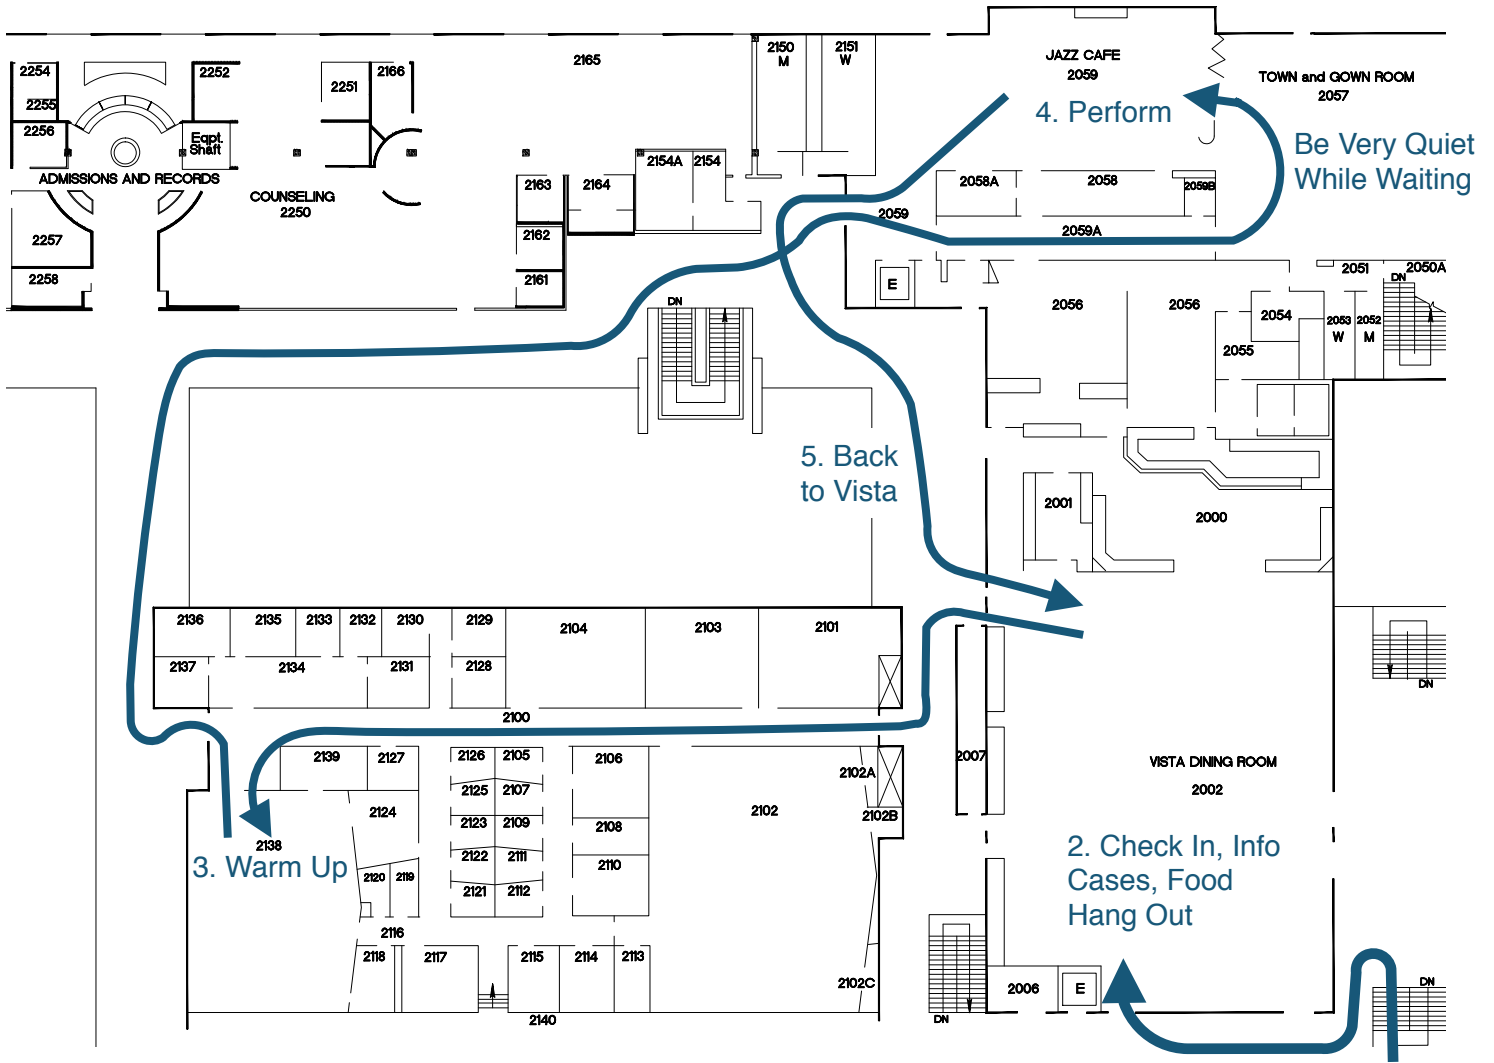 JAZZ CAFE
2059
TOWN and GOWN ROOM
2057
4. Perform
Be Very Quiet
While Waiting
2254
2255
2256
2252
Eqpt.
Shaft
2251
2166
2165
2150
M
2151
W
ADMISSIONS AND RECORDS
COUNSELING
2250
2257
2258
2163
2164
2162
2161
2154A
2154
2059
2058A
2058
2059B
2059A
E
DN
2056
2056
2054
2055
2053
W
2052
M
2051
2050A
DN
5. Back
to Vista
2001
2000
2136
2135
2133
2132
2130
2129
2104
2103
2101
2137
2134
2131
2128
2100
DN
2139
2127
2126
2105
2106
2125
2107
2124
2123
2109
2108
2122
2111
2110
2121
2112
2120
2119
2102
2102A
2102B
2102C
2007
VISTA DINING ROOM
2002
2138
3. Warm Up
2116
2118
2117
2115
2114
2113
2140
2. Check In, Info
Cases, Food
Hang Out
2006
E
DN
DN